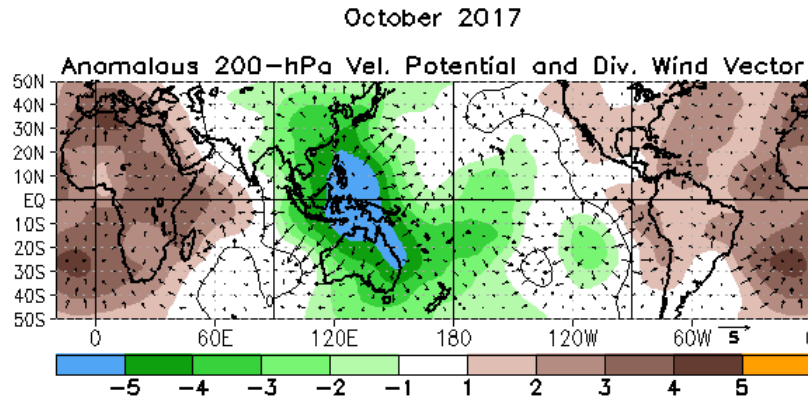 October 2017
Anomalous 200-hPa Vel. Potential and Div. Wind Vector
50N
40N
30N
20N
10N
EQ
10S
20S
30S
40S
50S
0 60E 120E 180 120W 60W 5
-5 -4 -3 -2 -1 1 2 3 4 5